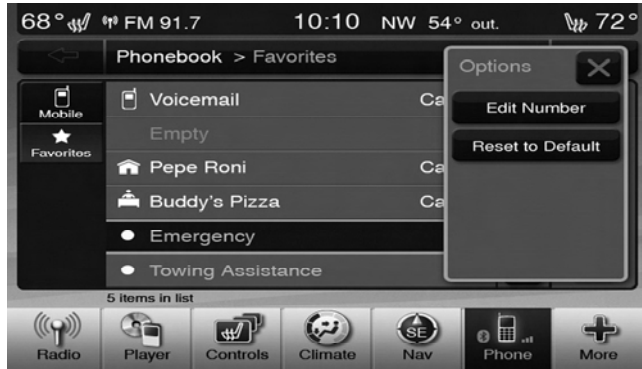 68° FM 91.7 10:10 NW 54° out. 72°
Phonebook > Favorites
Options
Mobile
Favorites
Voicemail Ca
Empty
Pepe Roni Ca
Buddy's Pizza Ca
Emergency
Towing Assistance
Edit Number
Reset to Default
5 items in list
Radio Player Controls Climate SE Nav Phone More